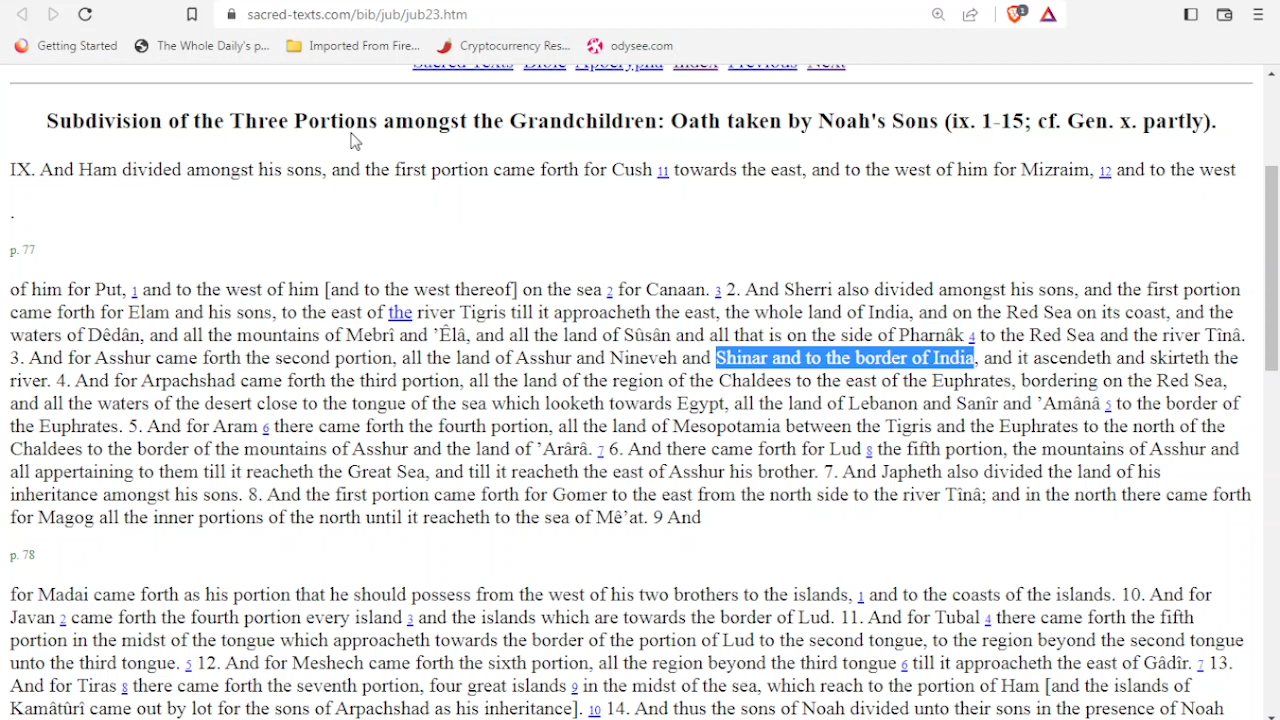 sacred-texts.com/bib/jub/jub23.htm
1
Getting Started The Whole Daily's p... Imported From Fire... Cryptocurrency Res... odysee.com
Sacred Texts Bible Apocrypha Index Previous Next
Subdivision of the Three Portions amongst the Grandchildren: Oath taken by Noah's Sons (ix. 1-15; cf. Gen. x. partly).
IX. And Ham divided amongst his sons, and the first portion came forth for Cush 11 towards the east, and to the west of him for Mizraim, 12 and to the west
.
p. 77
of him for Put, 1 and to the west of him [and to the west thereof] on the sea 2 for Canaan. 3 2. And Sherri also divided amongst his sons, and the first portion
came forth for Elam and his sons, to the east of the river Tigris till it approacheth the east, the whole land of India, and on the Red Sea on its coast, and the
waters of Dêdân, and all the mountains of Mebrî and ’Êlâ, and all the land of Sûsân and all that is on the side of Pharnâk 4 to the Red Sea and the river Tînâ.
3. And for Asshur came forth the second portion, all the land of Asshur and Nineveh and Shinar and to the border of India, and it ascendeth and skirteth the
river. 4. And for Arpachshad came forth the third portion, all the land of the region of the Chaldees to the east of the Euphrates, bordering on the Red Sea,
and all the waters of the desert close to the tongue of the sea which looketh towards Egypt, all the land of Lebanon and Sanîr and ’Amânâ 5 to the border of
the Euphrates. 5. And for Aram 6 there came forth the fourth portion, all the land of Mesopotamia between the Tigris and the Euphrates to the north of the
Chaldees to the border of the mountains of Asshur and the land of ’Arârâ. 7 6. And there came forth for Lud 8 the fifth portion, the mountains of Asshur and
all appertaining to them till it reacheth the Great Sea, and till it reacheth the east of Asshur his brother. 7. And Japheth also divided the land of his
inheritance amongst his sons. 8. And the first portion came forth for Gomer to the east from the north side to the river Tînâ; and in the north there came forth
for Magog all the inner portions of the north until it reacheth to the sea of Mê’at. 9 And
p. 78
for Madai came forth as his portion that he should possess from the west of his two brothers to the islands, 1 and to the coasts of the islands. 10. And for
Javan 2 came forth the fourth portion every island 3 and the islands which are towards the border of Lud. 11. And for Tubal 4 there came forth the fifth
portion in the midst of the tongue which approacheth towards the border of the portion of Lud to the second tongue, to the region beyond the second tongue
unto the third tongue. 5 12. And for Meshech came forth the sixth portion, all the region beyond the third tongue 6 till it approacheth the east of Gâdîr. 7 13.
And for Tiras 8 there came forth the seventh portion, four great islands 9 in the midst of the sea, which reach to the portion of Ham [and the islands of
Kamâtûrî came out by lot for the sons of Arpachshad as his inheritance]. 10 14. And thus the sons of Noah divided unto their sons in the presence of Noah